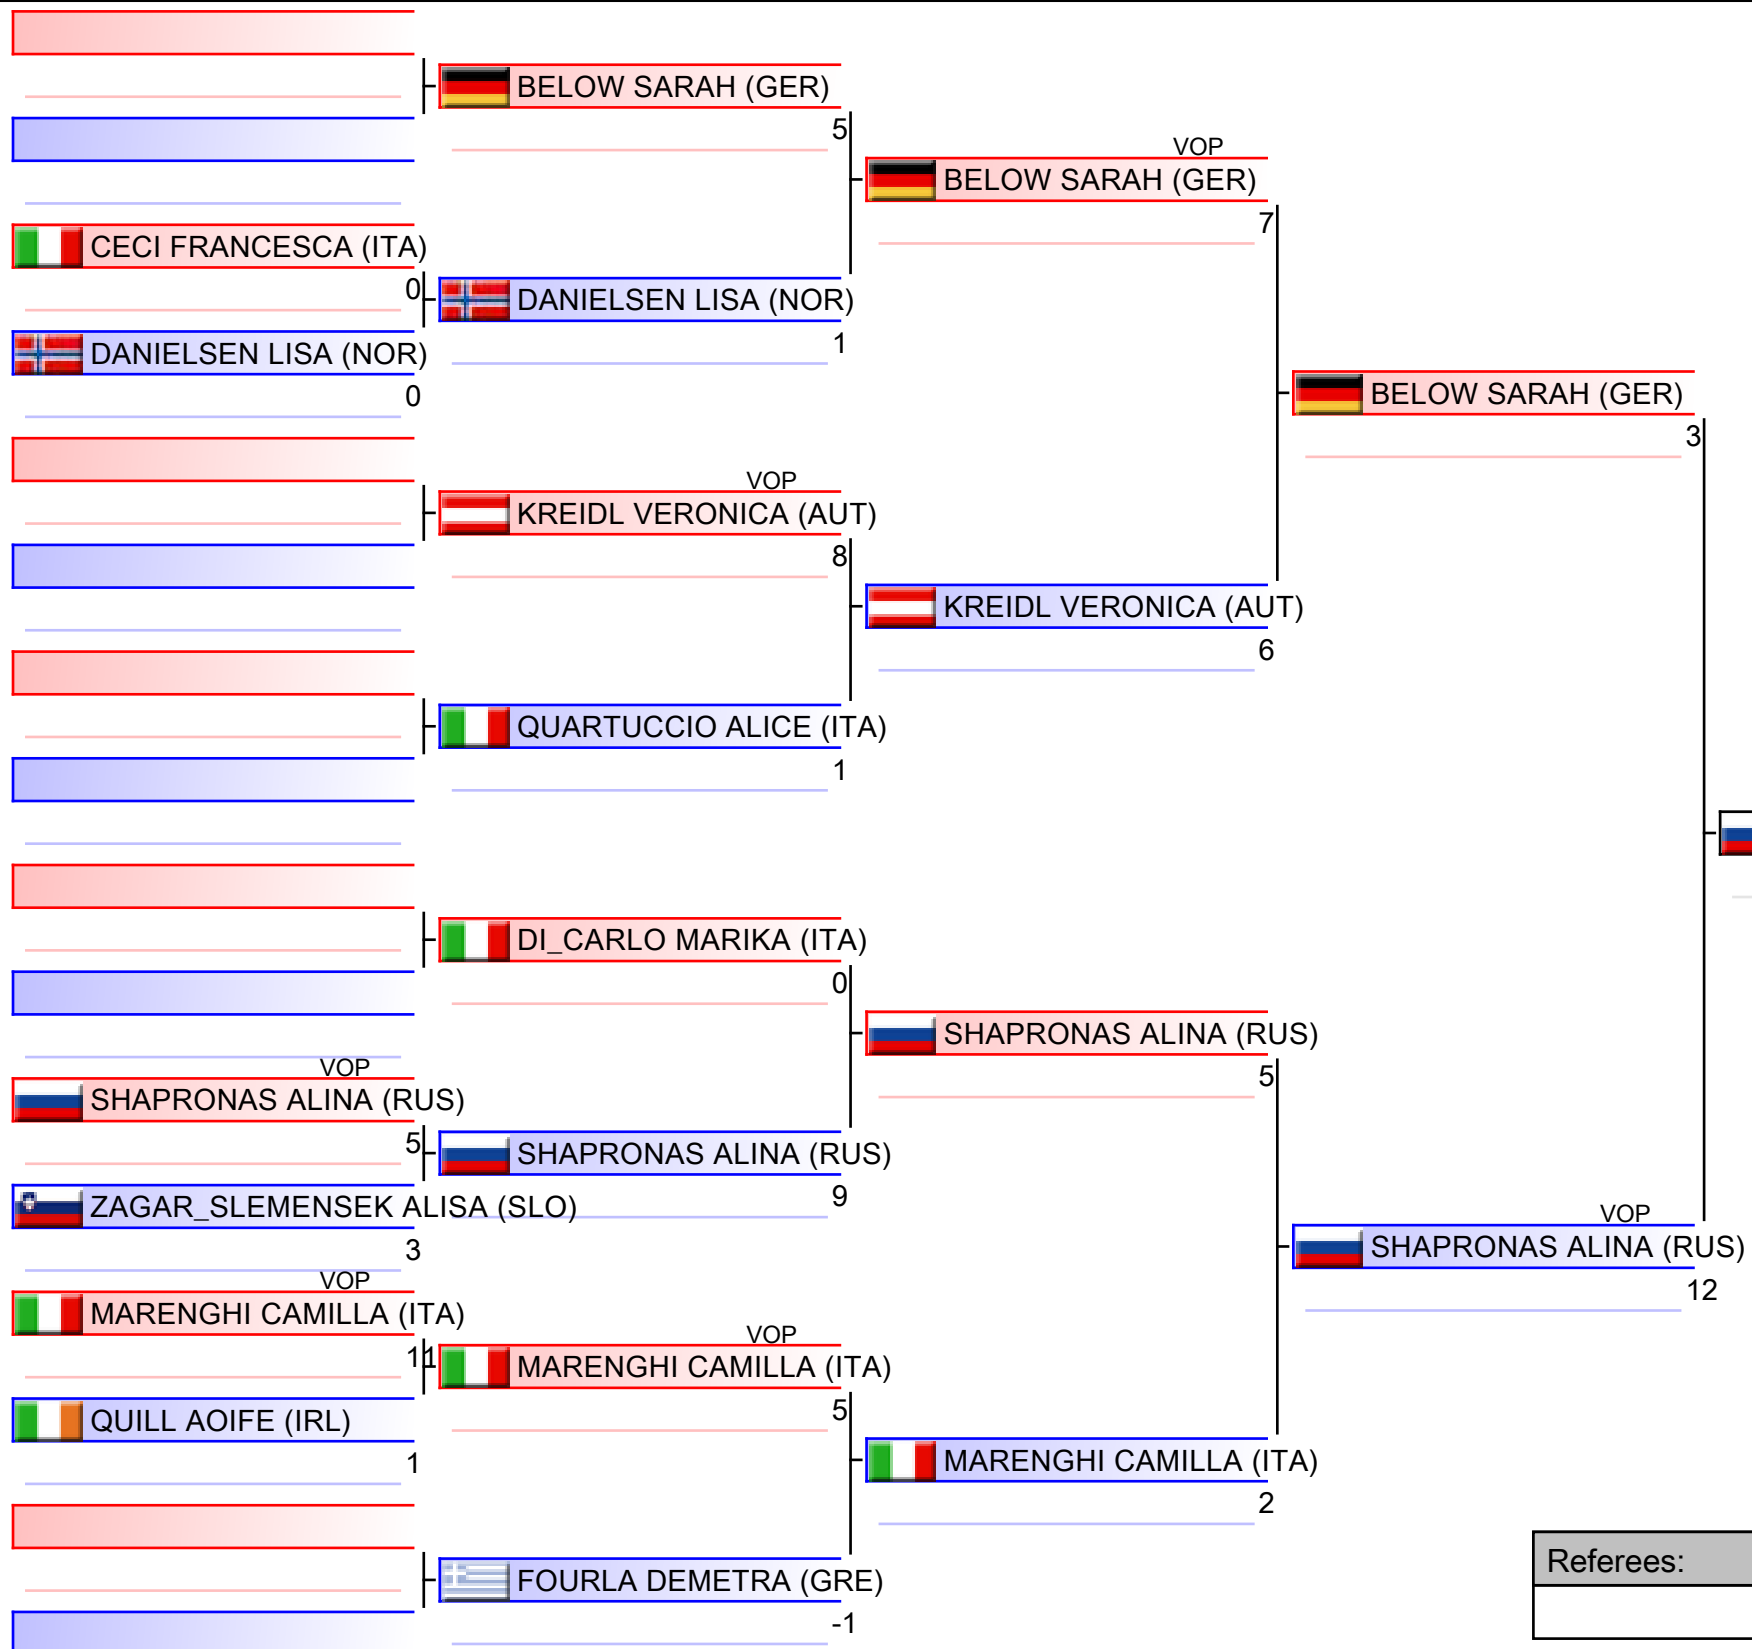 BELOW SARAH (GER)
5
VOP
BELOW SARAH (GER)
7
CECI FRANCESCA (ITA)
0
DANIELSEN LISA (NOR)
1
DANIELSEN LISA (NOR)
0
BELOW SARAH (GER)
3
VOP
KREIDL VERONICA (AUT)
8
KREIDL VERONICA (AUT)
6
QUARTUCCIO ALICE (ITA)
1
DI_CARLO MARIKA (ITA)
0
SHAPRONAS ALINA (RUS)
5
VOP
SHAPRONAS ALINA (RUS)
5
SHAPRONAS ALINA (RUS)
9
ZAGAR_SLEMENSEK ALISA (SLO)
3
VOP
SHAPRONAS ALINA (RUS)
12
VOP
MARENGHI CAMILLA (ITA)
11
VOP
MARENGHI CAMILLA (ITA)
5
QUILL AOIFE (IRL)
1
MARENGHI CAMILLA (ITA)
2
FOURLA DEMETRA (GRE)
-1
Referees: